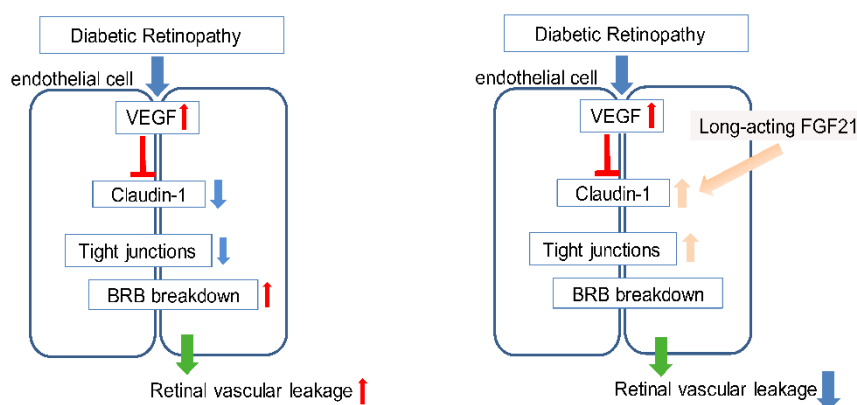 Diabetic Retinopathy
endothelial cell
VEGF
Claudin-1
Tight junctions
BRB breakdown
Retinal vascular leakage
Diabetic Retinopathy
endothelial cell
VEGF
Long-acting FGF21
Claudin-1
Tight junctions
BRB breakdown
Retinal vascular leakage